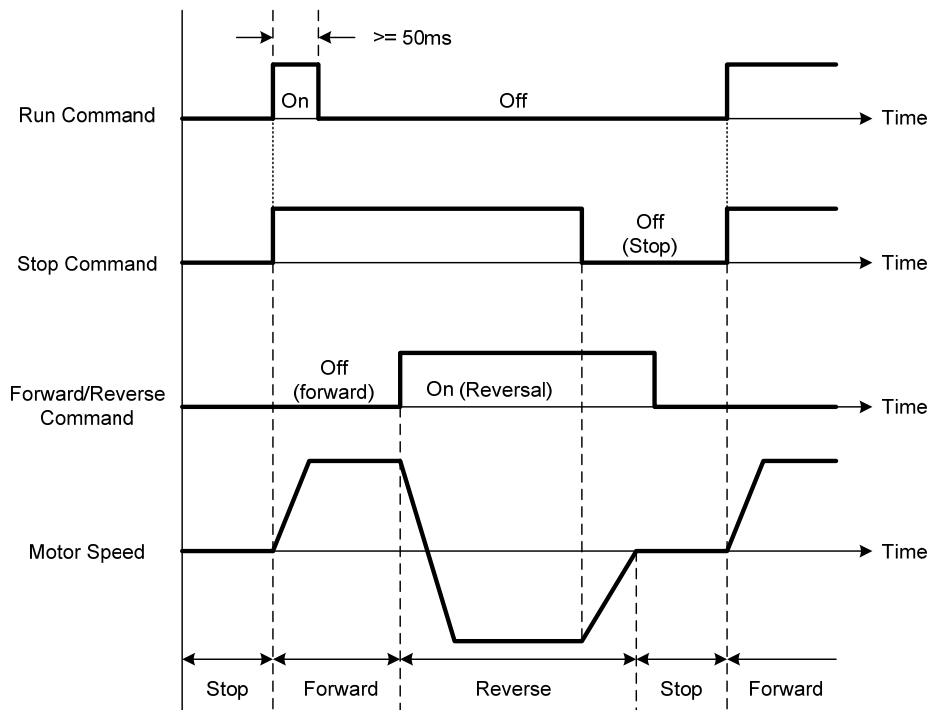 >= 50ms
On
Off
Run Command
Time
Off
(Stop)
Stop Command
Time
Off
(forward)
On (Reversal)
Forward/Reverse
Command
Time
Motor Speed
Time
Stop
Forward
Reverse
Stop
Forward